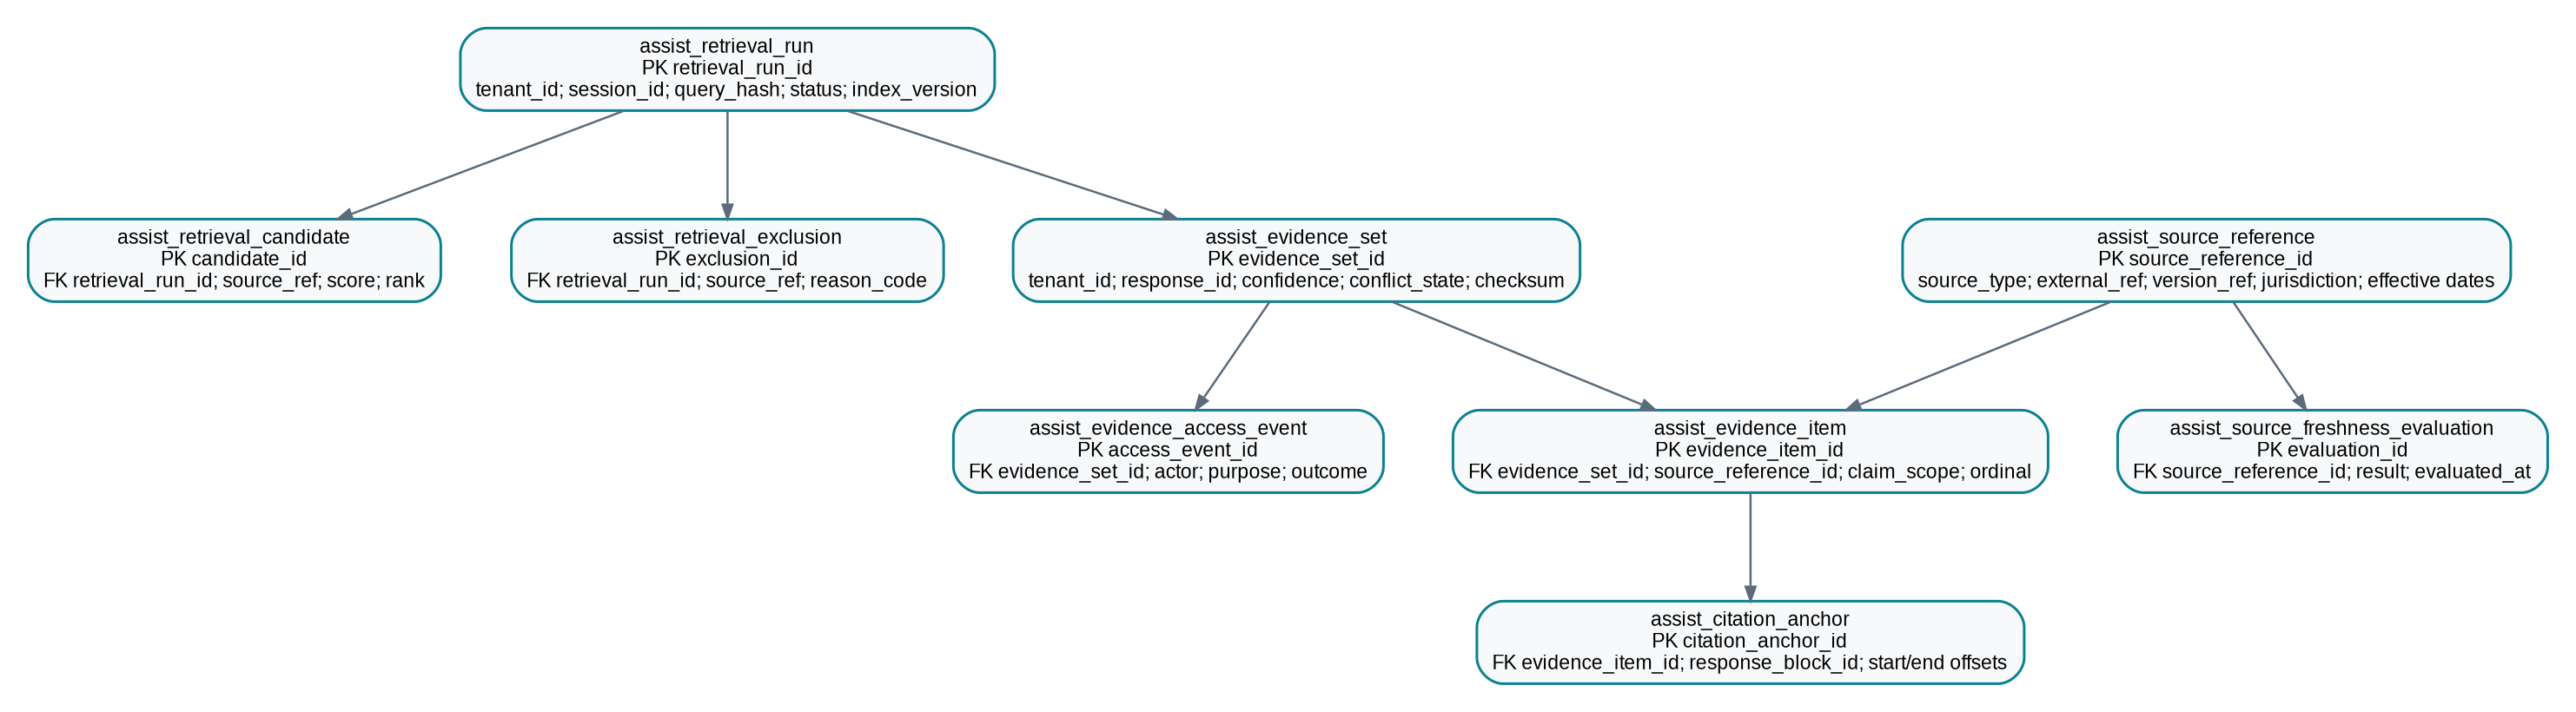 assist_retrieval_run
PK retrieval_run_id
tenant_id; session_id; query_hash; status; index_version
assist_retrieval_candidate
PK candidate_id
FK retrieval_run_id; source_ref; score; rank
assist_retrieval_exclusion
PK exclusion_id
FK retrieval_run_id; source_ref; reason_code
assist_evidence_set
PK evidence_set_id
tenant_id; response_id; confidence; conflict_state; checksum
assist_source_reference
PK source_reference_id
source_type; external_ref; version_ref; jurisdiction; effective dates
assist_evidence_access_event
PK access_event_id
FK evidence_set_id; actor; purpose; outcome
assist_evidence_item
PK evidence_item_id
FK evidence_set_id; source_reference_id; claim_scope; ordinal
assist_source_freshness_evaluation
PK evaluation_id
FK source_reference_id; result; evaluated_at
assist_citation_anchor
PK citation_anchor_id
FK evidence_item_id; response_block_id; start/end offsets